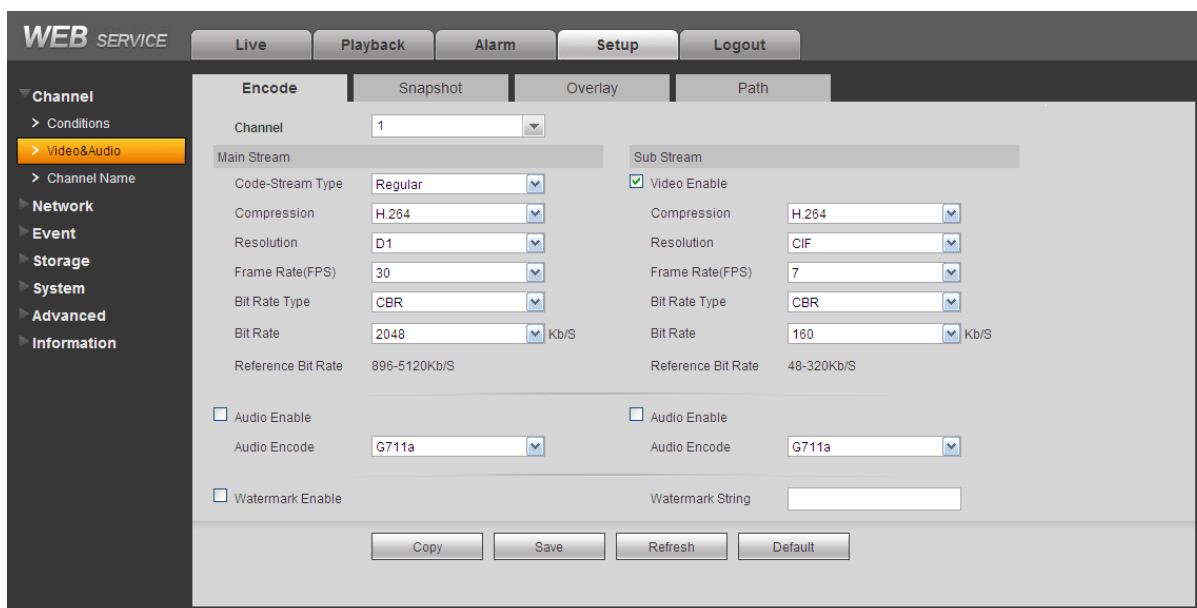 WEB SERVICE
Live Playback Alarm Setup Logout
Channel
> Conditions
> Video&Audio
> Channel Name
Network
Event
Storage
System
Advanced
Information
Encode Snapshot Overlay Path
Channel 1
Main Stream Sub Stream
Code-Stream Type Regular Video Enable
Compression H.264 Compression H.264
Resolution D1 Resolution CIF
Frame Rate(FPS) 30 Frame Rate(FPS) 7
Bit Rate Type CBR Bit Rate Type CBR
Bit Rate 2048 Kb/S Bit Rate 160 Kb/S
Reference Bit Rate 896-5120Kb/S Reference Bit Rate 48-320Kb/S
Audio Enable Audio Enable
Audio Encode G711a Audio Encode G711a
Watermark Enable Watermark String
Copy Save Refresh Default